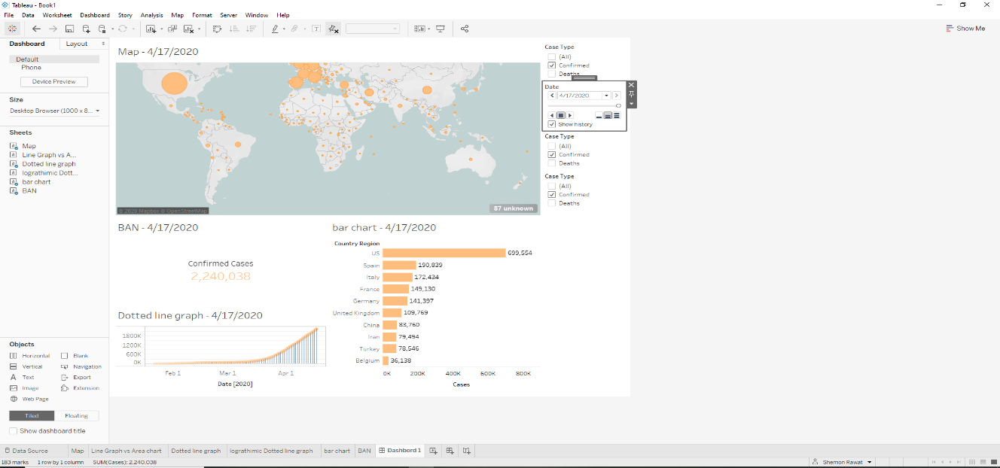 Tableau - Book1
File Data Worksheet Dashboard Story Analysis Map Format Server Window Help
Show Me
Dashboard Layout
Default
Phone
Device Preview
Size
Desktop Browser (1000 x 8...
Sheets
Map
Line Graph vs A...
Dotted line graph
lograthimic Dott...
bar chart
BAN
Objects
Horizontal Blank
Vertical Navigation
Text Export
Image Extension
Web Page
Tiled Floating
Show dashboard title
Map - 4/17/2020
© 2020 Mapbox © OpenStreetMap
87 unknown
Case Type
(All)
Confirmed
Deaths
Date
4/17/2020
Show history
Case Type
(All)
Confirmed
Deaths
Case Type
(All)
Confirmed
Deaths
BAN - 4/17/2020
Confirmed Cases
2,240,038
Dotted line graph - 4/17/2020
1800K
1200K
600K
0K
Feb 1 Mar 1 Apr 1
Date [2020]
bar chart - 4/17/2020
Country Region
US 699,554
Spain 190,839
Italy 172,434
France 149,130
Germany 141,397
United Kingdom 109,769
China 83,760
Iran 79,494
Turkey 78,546
Belgium 36,138
0K 200K 400K 600K 800K
Cases
Data Source Map Line Graph vs Area chart Dotted line graph lograthimic Dotted line graph bar chart BAN Dashbord 1
183 marks 1 row by 1 column SUM(Cases): 2,240,038 Shemon Rawat